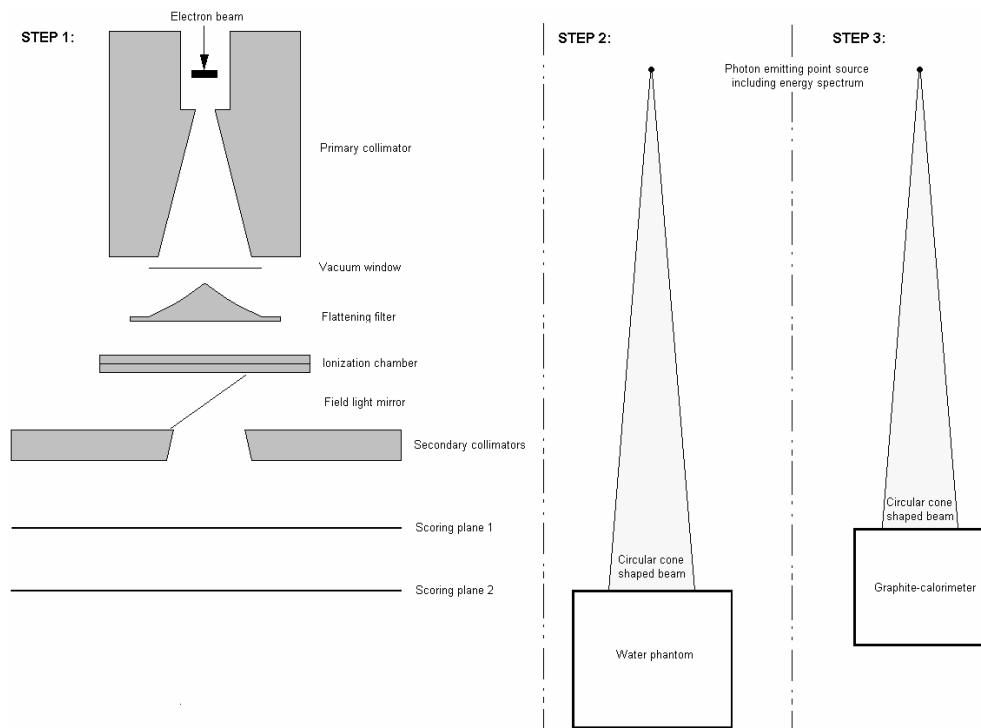 STEP 1:
Electron beam
Primary collimator
Vacuum window
Flattening filter
Ionization chamber
Field light mirror
Secondary collimators
Scoring plane 1
Scoring plane 2
STEP 2:
Photon emitting point source
including energy spectrum
Circular cone
shaped beam
Water phantom
STEP 3:
Circular cone
shaped beam
Graphite-calorimeter